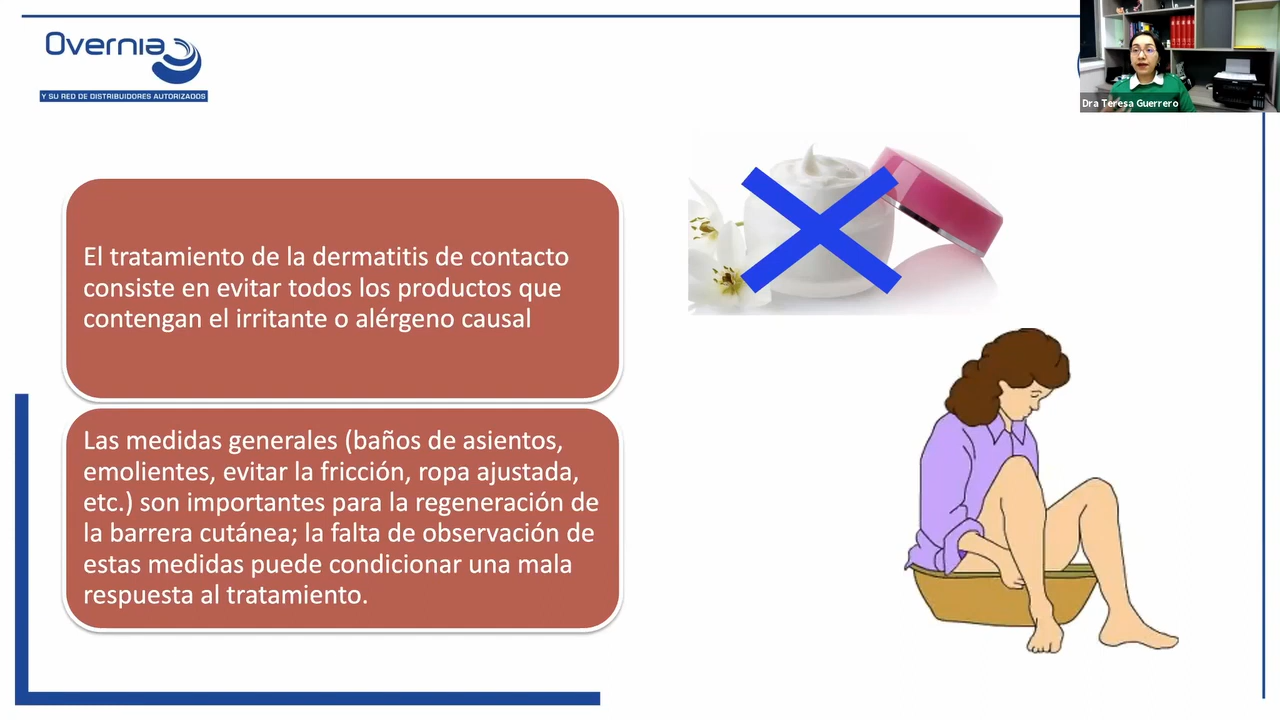 Overnia
Y SU RED DE DISTRIBUIDORES AUTORIZADOS
Dra Teresa Guerrero
El tratamiento de la dermatitis de contacto
consiste en evitar todos los productos que
contengan el irritante o alérgeno causal
Las medidas generales (baños de asientos,
emolientes, evitar la fricción, ropa ajustada,
etc.) son importantes para la regeneración de
la barrera cutánea; la falta de observación de
estas medidas puede condicionar una mala
respuesta al tratamiento.